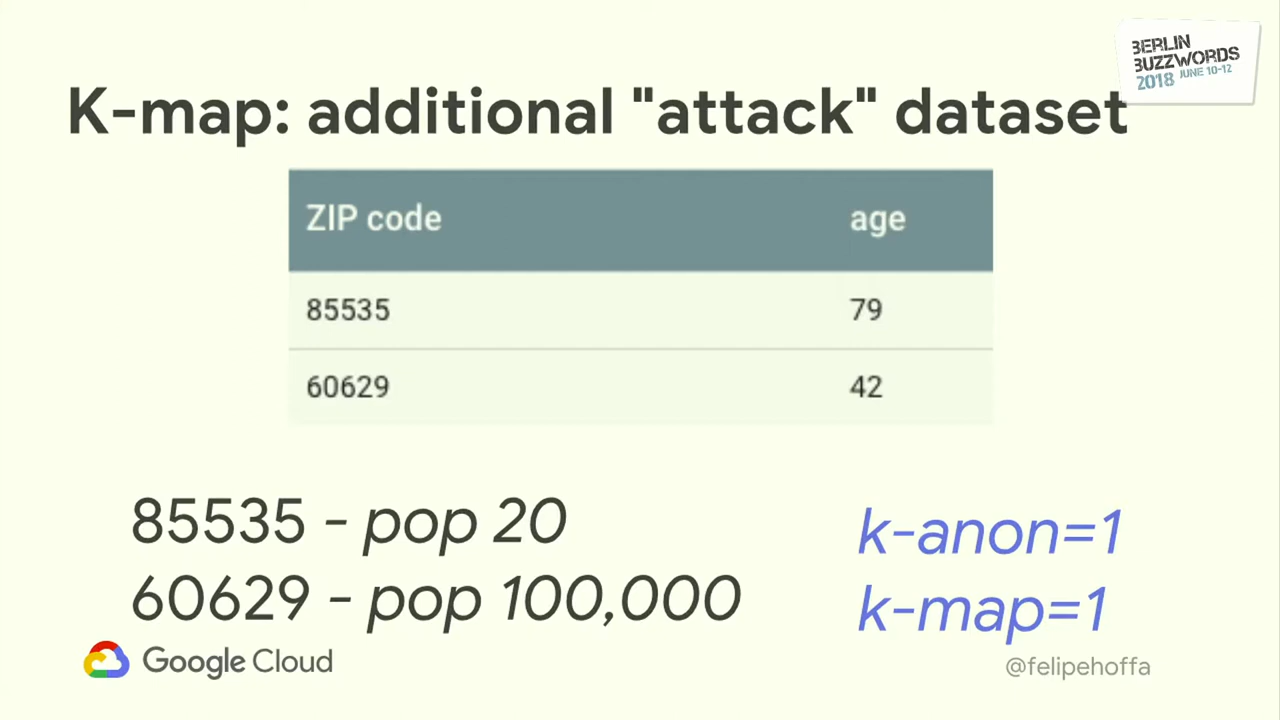 BERLIN
BUZZWORDS
2018 JUNE 10-12
K-map: additional "attack" dataset
ZIP code age
85535 79
60629 42
85535 - pop 20
60629 - pop 100,000
k-anon=1
k-map=1
Google Cloud
@felipehoffa